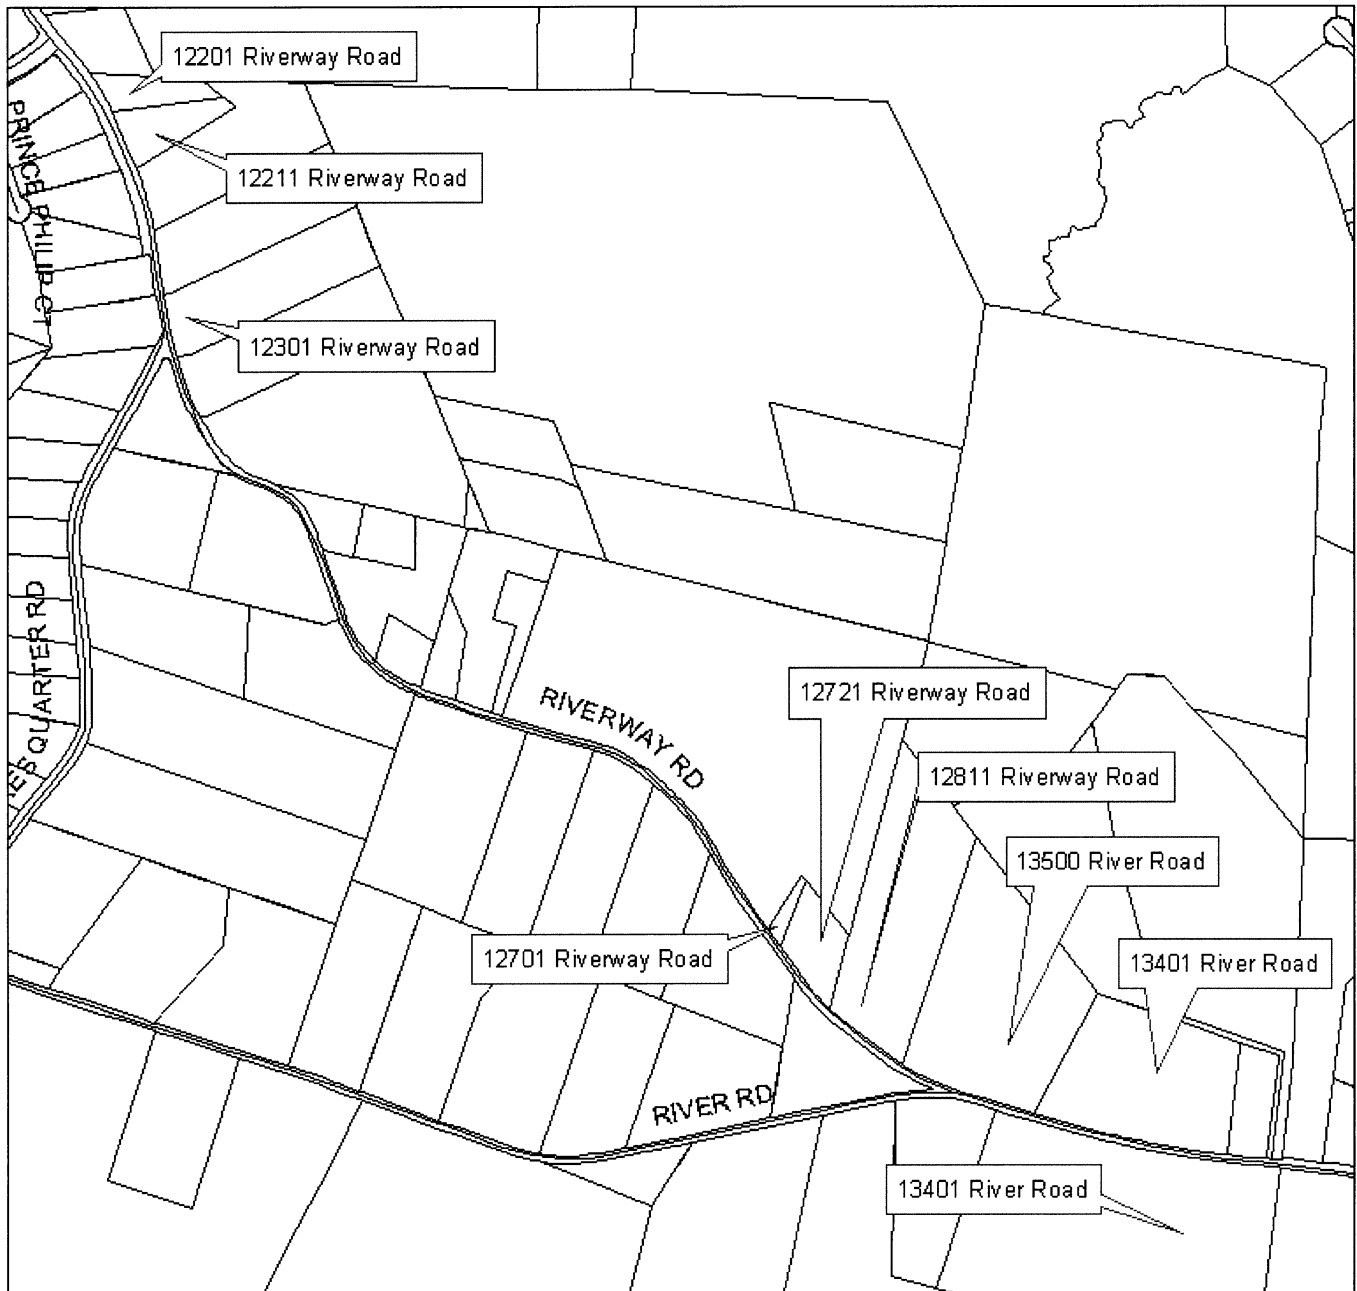 12201 Riverway Road
PRINCE PHILIP CT
12211 Riverway Road
12301 Riverway Road
ES QUARTER RD
RIVERWAY RD
12721 Riverway Road
12811 Riverway Road
13500 River Road
12701 Riverway Road
13401 River Road
RIVER RD
13401 River Road